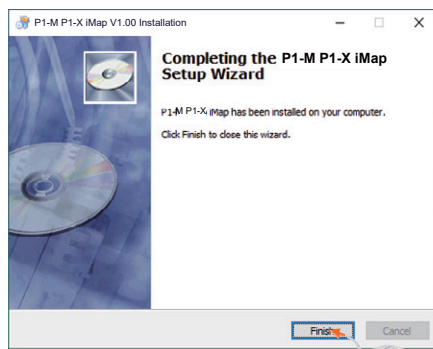 P1-M P1-X iMap V1.00 Installation
Completing the P1-M P1-X iMap
Setup Wizard
P1-M P1-X iMap has been installed on your computer.
Click Finish to close this wizard.
Finish
Cancel